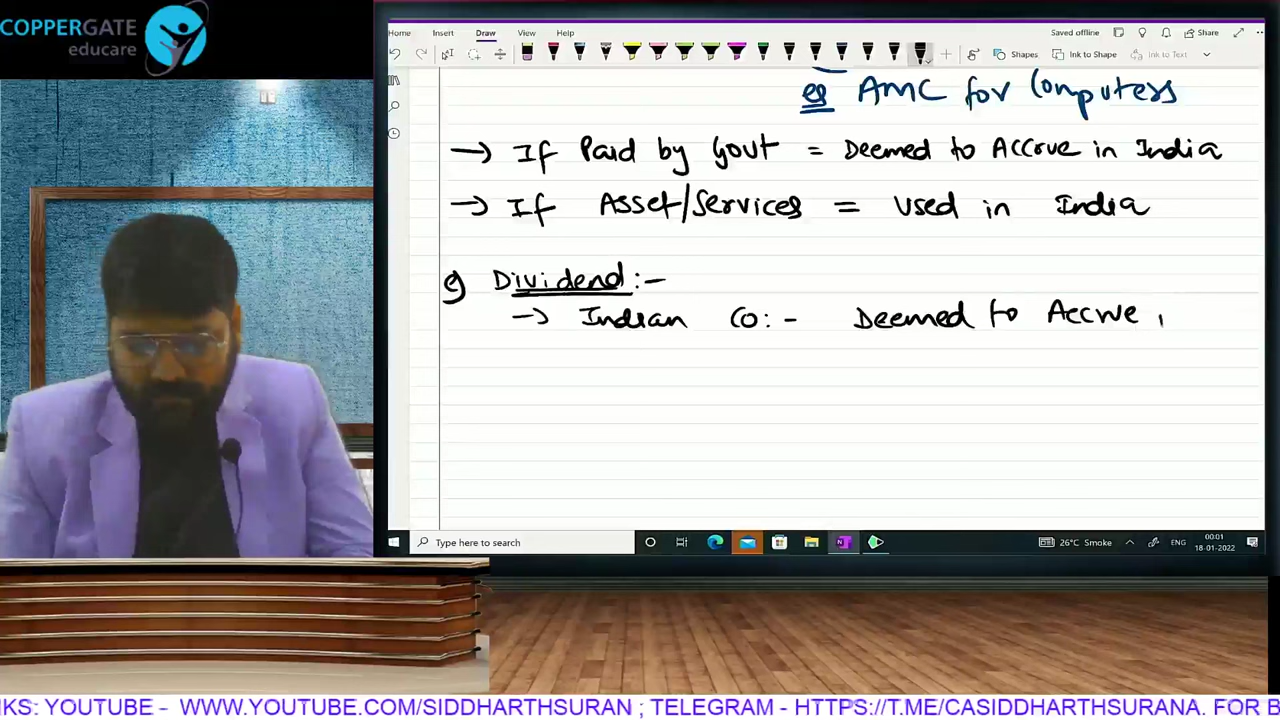 COPPERGATE
educare
Home Insert Draw View Help
Saved offline
Share
Shapes
Ink to Shape
Ink to Text
eg AMC for Computers
→ If Paid by Govt = Deemed to Accrue in India
→ If Asset/Services = used in India
9) Dividend:-
→ Indian Co:- Deemed to Accrue
Type here to search
26°C Smoke
00:01
18-01-2022
KS: YOUTUBE - WWW.YOUTUBE.COM/SIDDHARTHSURAN ; TELEGRAM - HTTPS://T.ME/CASIDDHARTHSURANA. FOR B